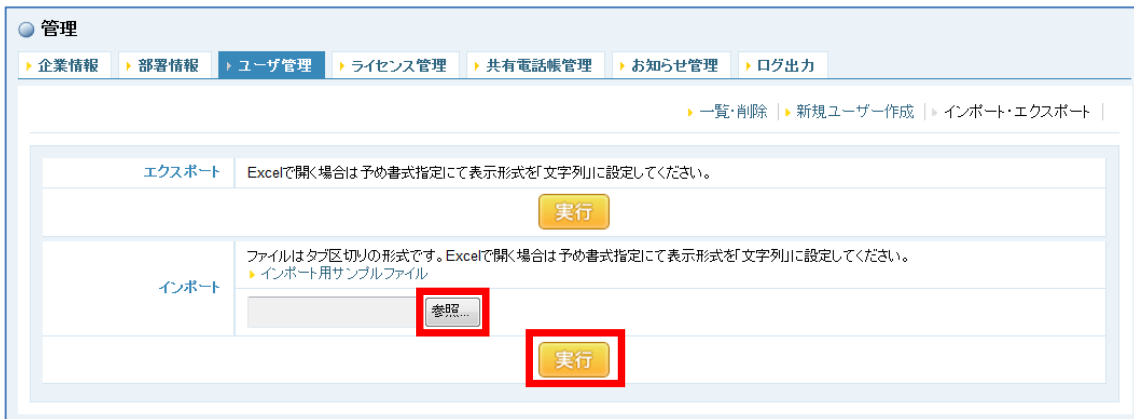 管理
企業情報 部署情報 ユーザ管理 ライセンス管理 共有電話帳管理 お知らせ管理 ログ出力
一覧・削除 | 新規ユーザー作成 | インポート・エクスポート |
エクスポート Excelで開く場合は予め書式指定にて表示形式を「文字列」に設定してください。
実行
ファイルはタブ区切りの形式です。Excelで開く場合は予め書式指定にて表示形式を「文字列」に設定してください。
インポート用サンプルファイル
インポート
参照...
実行